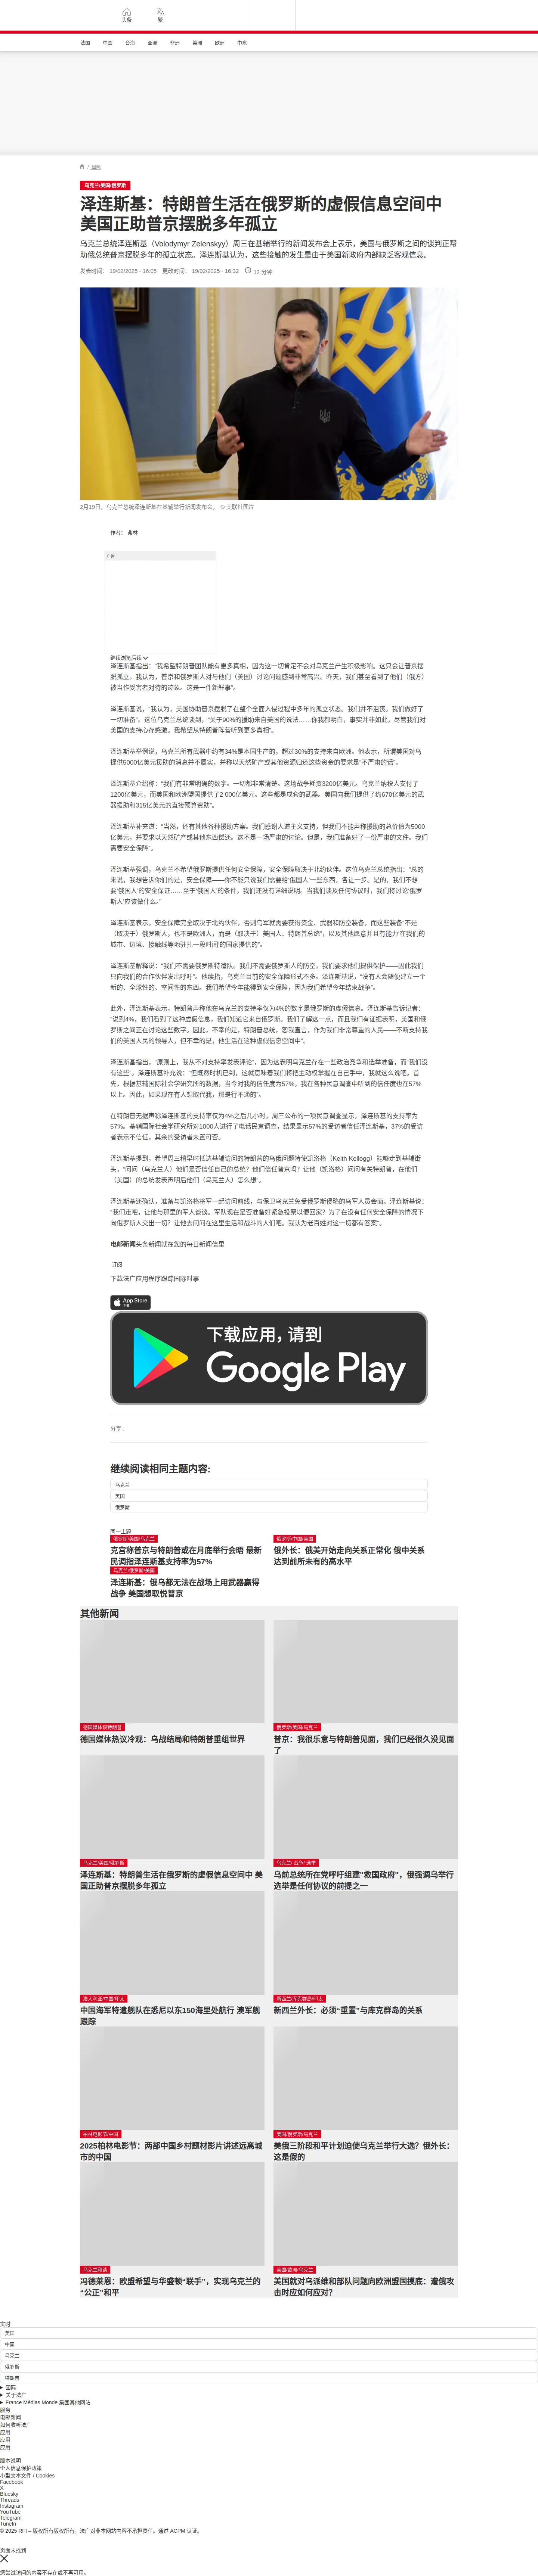 头条
繁
法国
中国
台海
亚洲
非洲
美洲
欧洲
中东
/ 国际
乌克兰/美国/俄罗斯
泽连斯基：特朗普生活在俄罗斯的虚假信息空间中
美国正助普京摆脱多年孤立
乌克兰总统泽连斯基（Volodymyr Zelenskyy）周三在基辅举行的新闻发布会上表示，美国与俄罗斯之间的谈判正帮
助俄总统普京摆脱多年的孤立状态。泽连斯基认为，这些接触的发生是由于美国新政府内部缺乏客观信息。
发表时间： 19/02/2025 - 16:05 更改时间： 19/02/2025 - 16:32 12 分钟
2月19日，乌克兰总统泽连斯基在基辅举行新闻发布会。 © 美联社图片
作者： 弗林
广告
继续浏览后续
泽连斯基指出：“我希望特朗普团队能有更多真相，因为这一切肯定不会对乌克兰产生积极影响。这只会让普京摆
脱孤立。我认为，普京和俄罗斯人对与他们（美国）讨论问题感到非常高兴。昨天，我们甚至看到了他们（俄方）
被当作受害者对待的迹象。这是一件新鲜事”。
泽连斯基说，“我认为，美国协助普京摆脱了在整个全面入侵过程中多年的孤立状态。我们并不沮丧。我们做好了
一切准备”。这位乌克兰总统谈到，“关于90%的援助来自美国的说法……你我都明白，事实并非如此。尽管我们对
美国的支持心存感激。我希望从特朗普阵营听到更多真相”。
泽连斯基举例说，乌克兰所有武器中约有34%是本国生产的，超过30%的支持来自欧洲。他表示，所谓美国对乌
提供5000亿美元援助的消息并不属实，并称以天然矿产或其他资源归还这些资金的要求是“不严肃的话”。
泽连斯基介绍称：“我们有非常明确的数字。一切都非常清楚。这场战争耗资3200亿美元。乌克兰纳税人支付了
1200亿美元，而美国和欧洲盟国提供了2 000亿美元。这些都是成套的武器。美国向我们提供了约670亿美元的武
器援助和315亿美元的直接预算资助”。
泽连斯基补充道：“当然，还有其他各种援助方案。我们感谢人道主义支持，但我们不能声称援助的总价值为5000
亿美元，并要求以天然矿产或其他东西偿还。这不是一场严肃的讨论。但是，我们准备好了一份严肃的文件。我们
需要安全保障”。
泽连斯基强调，乌克兰不希望俄罗斯提供任何安全保障，安全保障取决于北约伙伴。这位乌克兰总统指出：“总的
来说，我想告诉你们的是，安全保障——你不能只说我们需要给‘俄国人’一些东西，各让一步。是的，我们不想
要‘俄国人’的安全保证……至于‘俄国人’的条件，我们还没有详细说明。当我们谈及任何协议时，我们将讨论‘俄罗
斯人’应该做什么。”
泽连斯基表示，安全保障完全取决于北约伙伴，否则乌军就需要获得资金、武器和防空装备，而这些装备“不是
（取决于）俄罗斯人，也不是欧洲人，而是（取决于）美国人、特朗普总统”，以及其他愿意并且有能力‘在我们的
城市、边境、接触线等地驻扎一段时间’的国家提供的”。
泽连斯基解释说：“我们不需要俄罗斯特遣队。我们不需要俄罗斯人的防空。我们要求他们提供保护——因此我们
只向我们的合作伙伴发出呼吁”。他续指，乌克兰目前的安全保障形式不多。泽连斯基说，“没有人会随便建立一个
新的、全球性的、空间性的东西。我们希望今年能得到安全保障，因为我们希望今年结束战争”。
此外，泽连斯基表示，特朗普声称他在乌克兰的支持率仅为4%的数字是俄罗斯的虚假信息。泽连斯基告诉记者：
“说到4%，我们看到了这种虚假信息，我们知道它来自俄罗斯。我们了解这一点，而且我们有证据表明，美国和俄
罗斯之间正在讨论这些数字。因此，不幸的是，特朗普总统，恕我直言，作为我们非常尊重的人民——不断支持我
们的美国人民的领导人，但不幸的是，他生活在这种虚假信息空间中”。
泽连斯基指出，“原则上，我从不对支持率发表评论”，因为这表明乌克兰存在一些政治竞争和选举准备，而“我们没
有这些”。泽连斯基补充说：“但既然时机已到，这就意味着我们将把主动权掌握在自己手中，我就这么说吧。首
先，根据基辅国际社会学研究所的数据，当今对我的信任度为57%。我在各种民意调查中听到的信任度也在57%
以上。因此，如果现在有人想取代我，那是行不通的”。
在特朗普无据声称泽连斯基的支持率仅为4%之后几小时，周三公布的一项民意调查显示，泽连斯基的支持率为
57%。基辅国际社会学研究所对1000人进行了电话民意调查，结果显示57%的受访者信任泽连斯基，37%的受访
者表示不信任，其余的受访者未置可否。
泽连斯基提到，希望周三稍早时抵达基辅访问的特朗普的乌俄问题特使凯洛格（Keith Kellogg）能够走到基辅街
头，“问问（乌克兰人）他们是否信任自己的总统？他们信任普京吗？让他（凯洛格）问问有关特朗普，在他们
（美国）的总统发表声明后他们（乌克兰人）怎么想”。
泽连斯基还确认，准备与凯洛格将军一起访问前线，与保卫乌克兰免受俄罗斯侵略的乌军人员会面。泽连斯基说：
“我们走吧，让他与那里的军人谈谈。军队现在是否准备好紧急投票以便回家？为了在没有任何安全保障的情况下
向俄罗斯人交出一切？让他去问问在这里生活和战斗的人们吧。我认为老百姓对这一切都有答案”。
电邮新闻头条新闻就在您的每日新闻信里
订阅
下载法广应用程序跟踪国际时事
App Store
下载
下载应用，请到
Google Play
分享 :
继续阅读相同主题内容:
乌克兰
美国
俄罗斯
同一主题
俄罗斯/美国/乌克兰
克宫称普京与特朗普或在月底举行会晤 最新
民调指泽连斯基支持率为57%
俄罗斯/中国/美国
俄外长：俄美开始走向关系正常化 俄中关系
达到前所未有的高水平
乌克兰/俄罗斯/美国
泽连斯基：俄乌都无法在战场上用武器赢得
战争 美国想取悦普京
其他新闻
德国媒体谈特朗普
德国媒体热议冷观：乌战结局和特朗普重组世界
俄罗斯/美国/乌克兰
普京：我很乐意与特朗普见面，我们已经很久没见面
了
乌克兰/美国/俄罗斯
泽连斯基：特朗普生活在俄罗斯的虚假信息空间中 美
国正助普京摆脱多年孤立
乌克兰/ 战争/ 选举
乌前总统所在党呼吁组建"救国政府"，俄强调乌举行
选举是任何协议的前提之一
澳大利亚/中国/印太
中国海军特遣舰队在悉尼以东150海里处航行 澳军舰
跟踪
新西兰/库克群岛/印太
新西兰外长：必须“重置”与库克群岛的关系
柏林电影节/中国
2025柏林电影节：两部中国乡村题材影片讲述远离城
市的中国
美国/俄罗斯/乌克兰
美俄三阶段和平计划迫使乌克兰举行大选？俄外长：
这是假的
乌克兰和谈
冯德莱恩：欧盟希望与华盛顿“联手”，实现乌克兰的
“公正”和平
美国/欧洲/乌克兰
美国就对乌派维和部队问题向欧洲盟国摸底：遭俄攻
击时应如何应对？
实时
美国
中国
乌克兰
俄罗斯
特朗普
国际
关于法广
France Médias Monde 集团其他网站
服务
电邮新闻
如何收听法广
应用
应用
应用
版本说明
个人信息保护政策
小型文本文件 / Cookies
Facebook
X
Bluesky
Threads
Instagram
YouTube
Telegram
TuneIn
© 2025 RFI – 版权所有版权所有。法广对非本网站内容不承担责任。通过 ACPM 认证。
页面未找到
您尝试访问的内容不存在或不再可用。